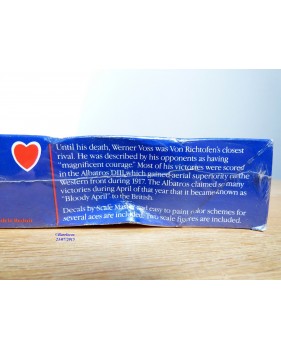 Until his death, Werner Voss was Von Richtofen's closest
rival. He was described by his opponents as having
"magnificent courage." Most of his victories were scored
in the Albatros DIII, which gained aerial superiority on the
Western front during 1917. The Albatros claimed so many
victories during April of that year that it became known as
"Bloody April" to the British.
Decals by Scale Master and easy to paint color schemes for
several aces are included. Two scale figures are included.
23/07/2015